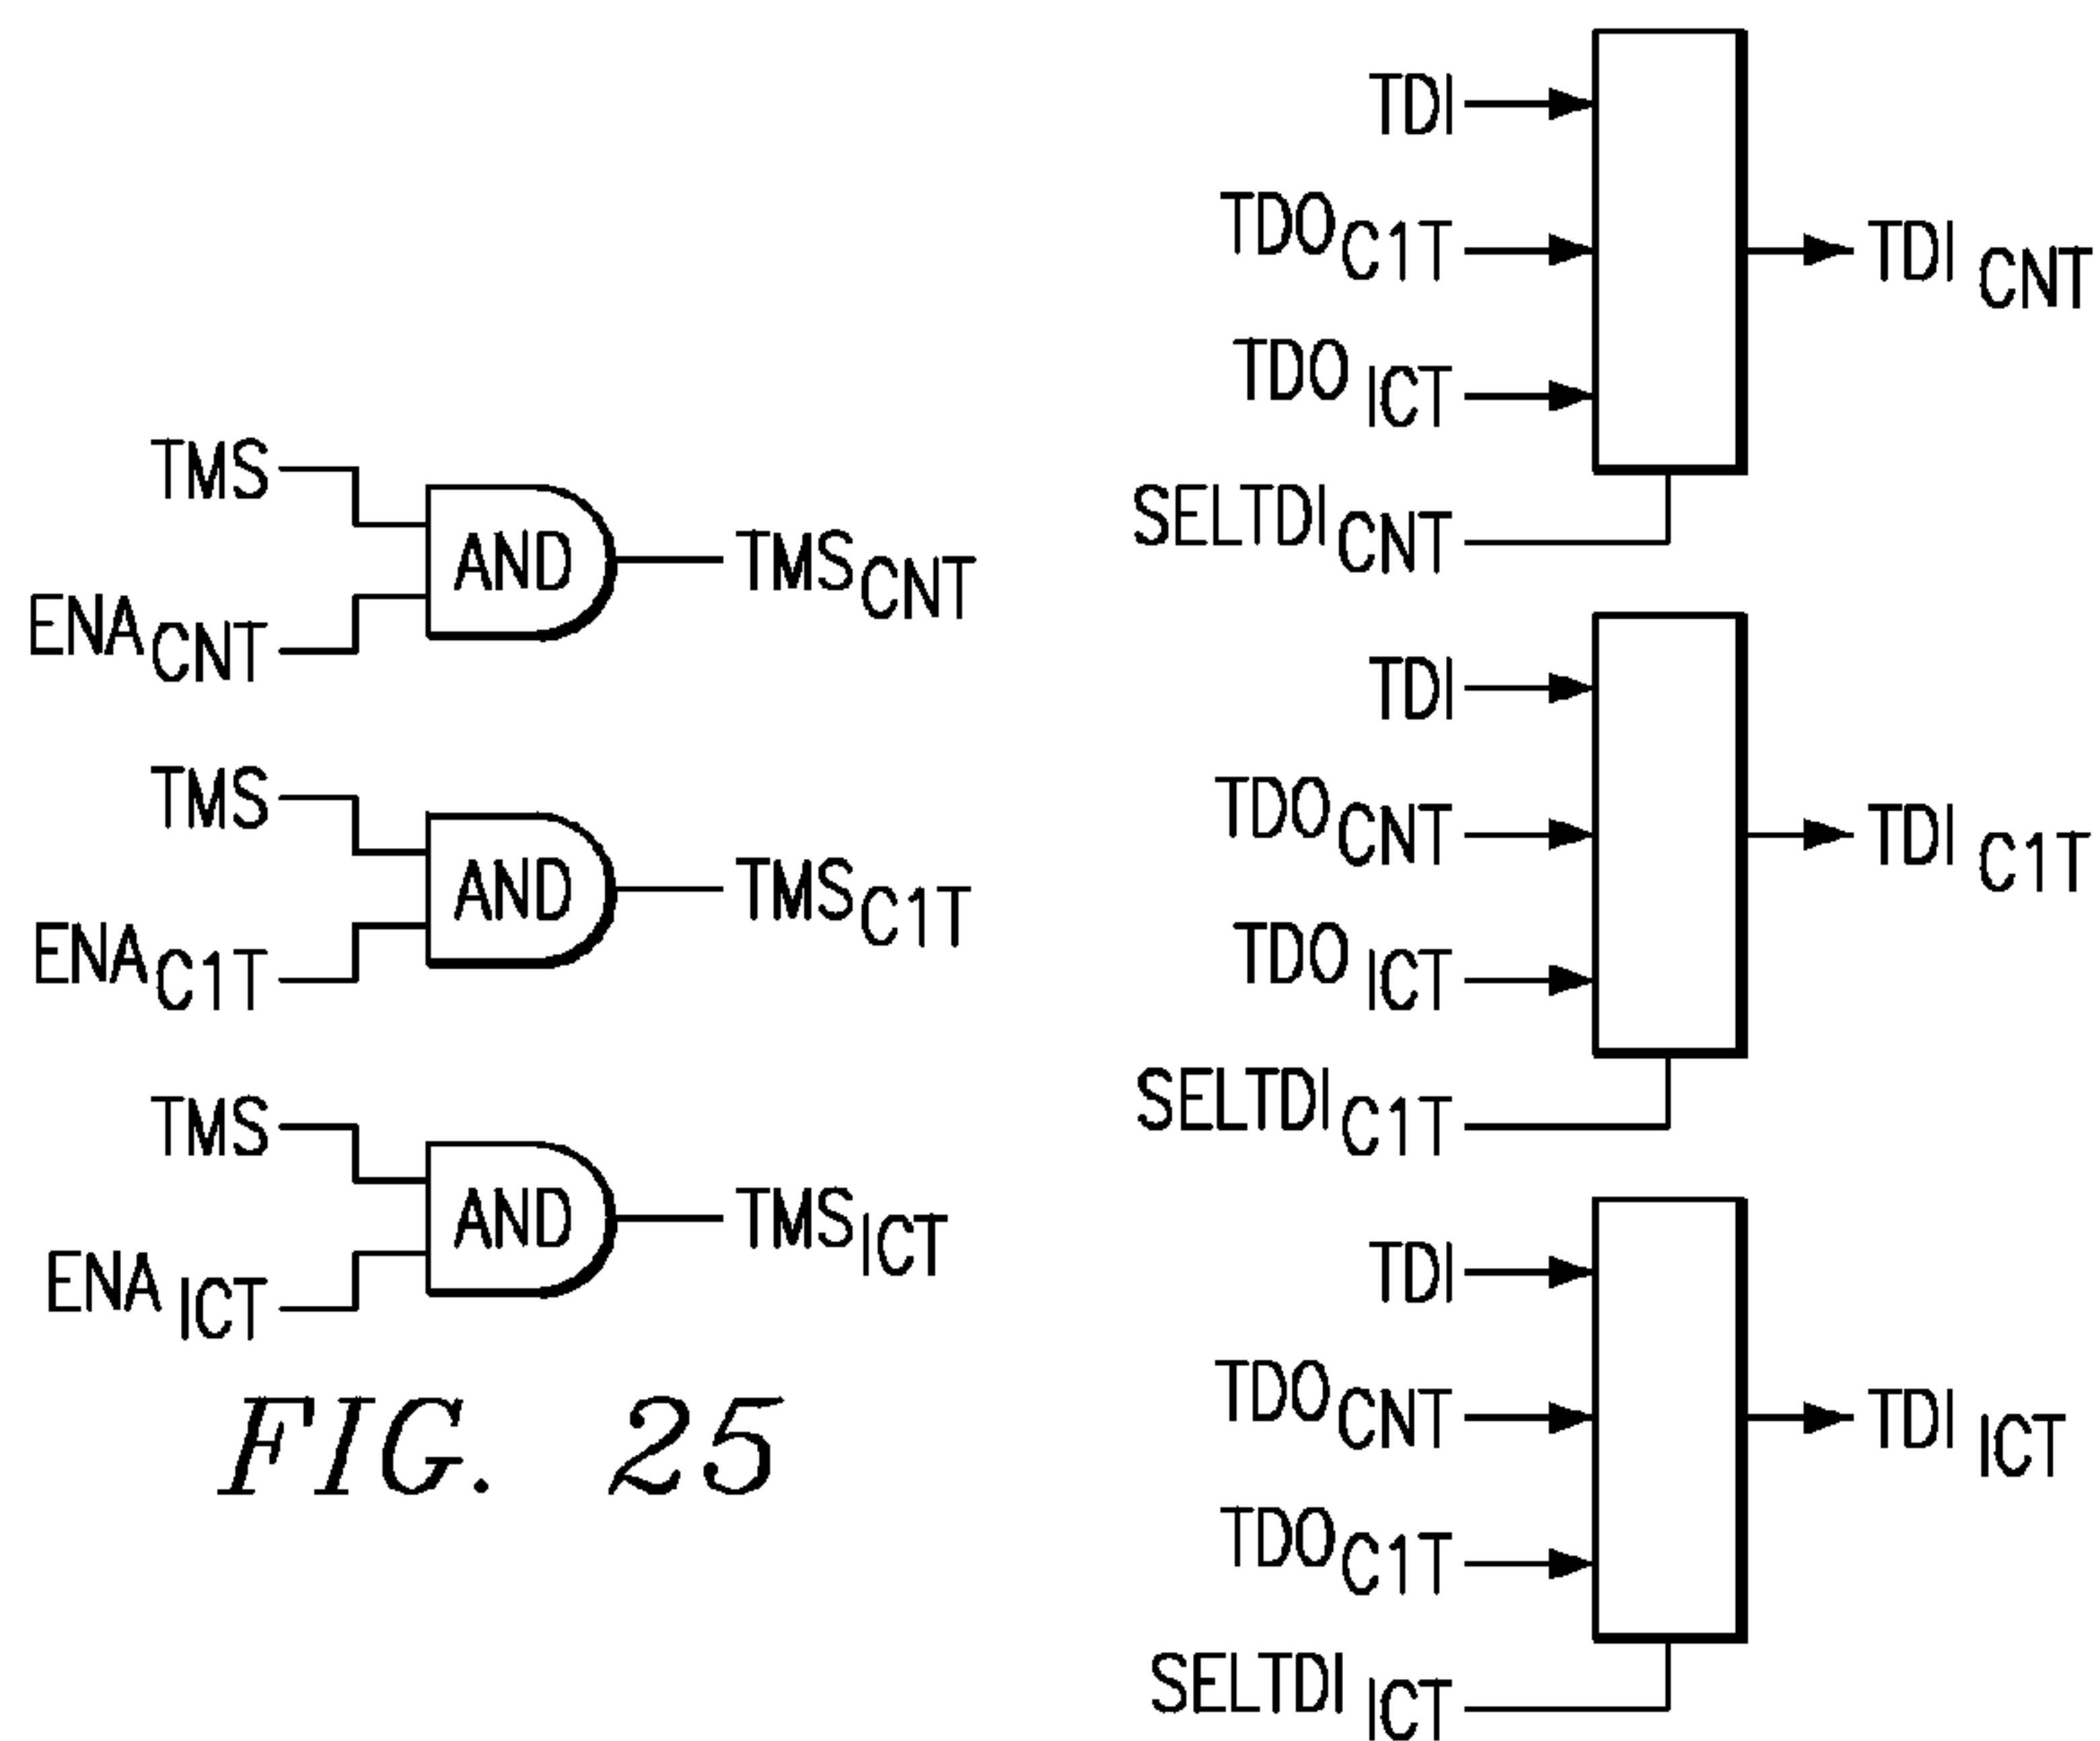 TMS
ENA CNT
AND
TMS CNT
TMS
ENA C1T
AND
TMS C1T
TMS
ENA ICT
AND
TMS ICT
FIG. 25
TDI
TDO C1T
TDO ICT
SELTDI CNT
TDI CNT
TDI
TDO CNT
TDO ICT
SELTDI C1T
TDI C1T
TDI
TDO CNT
TDO C1T
SELTDI ICT
TDI ICT